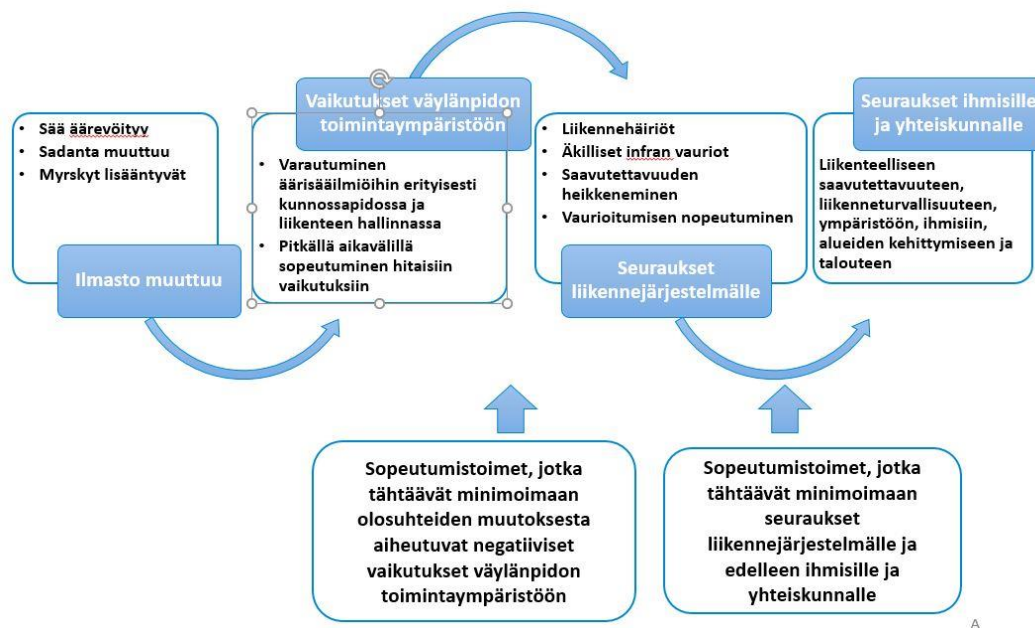 Sää äärevöityy
Sadanta muuttuu
Myrskyt lisääntyvät
Ilmasto muuttuu
Vaikutukset väylänpidon
toimintaympäristöön
Varautuminen
äärisääilmiöihin erityisesti
kunnossapidossa ja
liikenteen hallinnassa
Pitkällä aikavälillä
sopeutuminen hitaisiin
vaikutuksiin
Liikennehäiriöt
Äkilliset infran vauriot
Saavutettavuuden
heikkeneminen
Vaurioitumisen nopeutuminen
Seuraukset
liikennejärjestelmälle
Seuraukset ihmisille
ja yhteiskunnalle
Liikenteelliseen
saavutettavuuteen,
liikenneturvallisuuteen,
ympäristöön, ihmisiin,
alueiden kehittymiseen ja
talouteen
Sopeutumistoimet, jotka
tähtäävät minimoimaan
olosuhteiden muutoksesta
aiheutuvat negatiiviset
vaikutukset väylänpidon
toimintaympäristöön
Sopeutumistoimet, jotka
tähtäävät minimoimaan
seuraukset
liikennejärjestelmälle ja
edelleen ihmisille ja
yhteiskunnalle
A